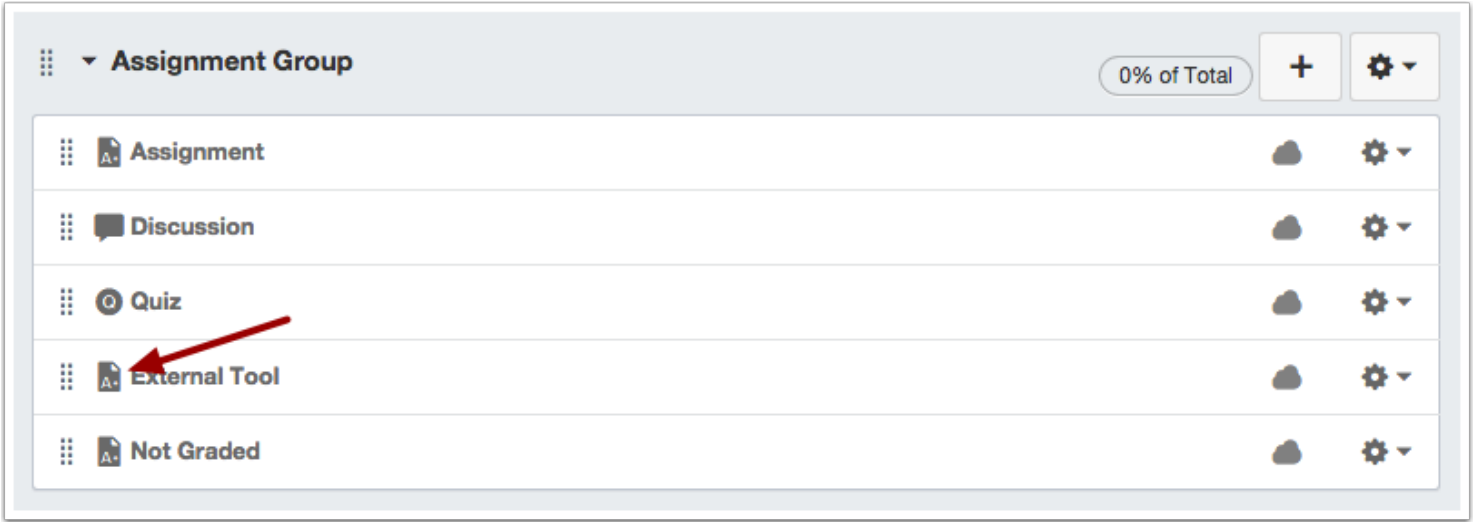 Assignment Group
0% of Total
+
Assignment
Discussion
Q Quiz
External Tool
Not Graded